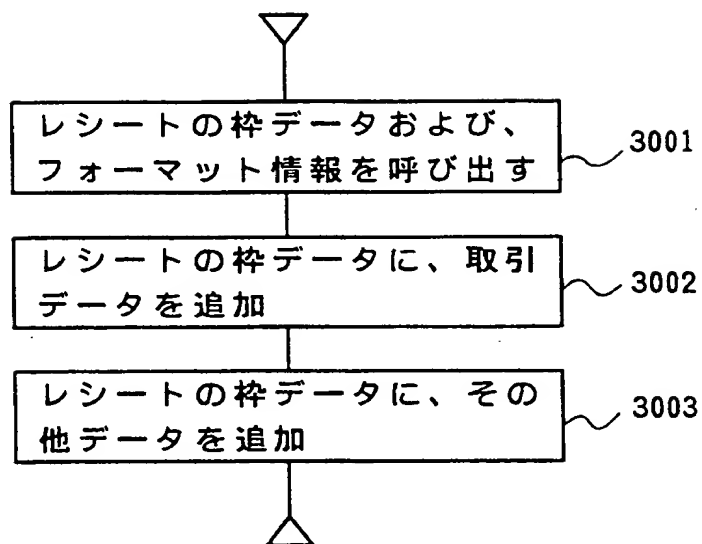 レシートの枠データおよび、
フォーマット情報を呼び出す
3001
レシートの枠データに、取引
データを追加
3002
レシートの枠データに、その
他データを追加
3003